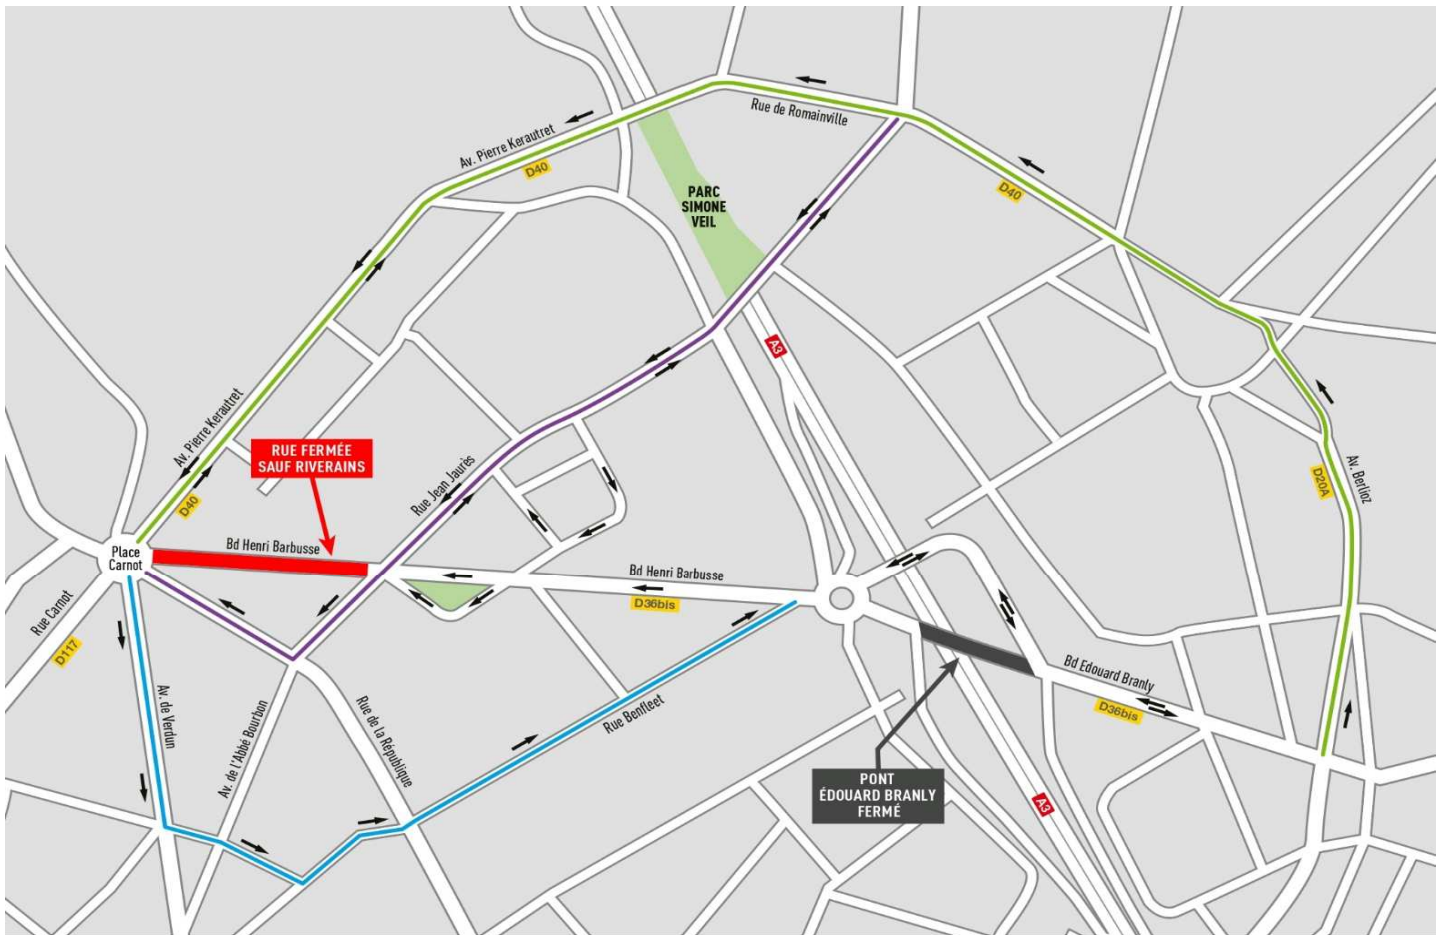 Rue de Romainville
Av. Pierre Kerautret
D40
D40
PARC
SIMONE
VEIL
A3
Av. Pierre Kerautret
RUE FERMÉE
SAUF RIVERAINS
Rue Jean Jaurès
Av. Berlioz
D20A
D40
Place
Carnot
Bd Henri Barbusse
Bd Henri Barbusse
D36bis
Rue Carnot
D117
Bd Edouard Branly
D36bis
Av. de Verdun
Av. de l'Abbé Bourbon
Rue de la République
Rue Benfleet
PONT
ÉDOUARD BRANLY
FERMÉ
A3